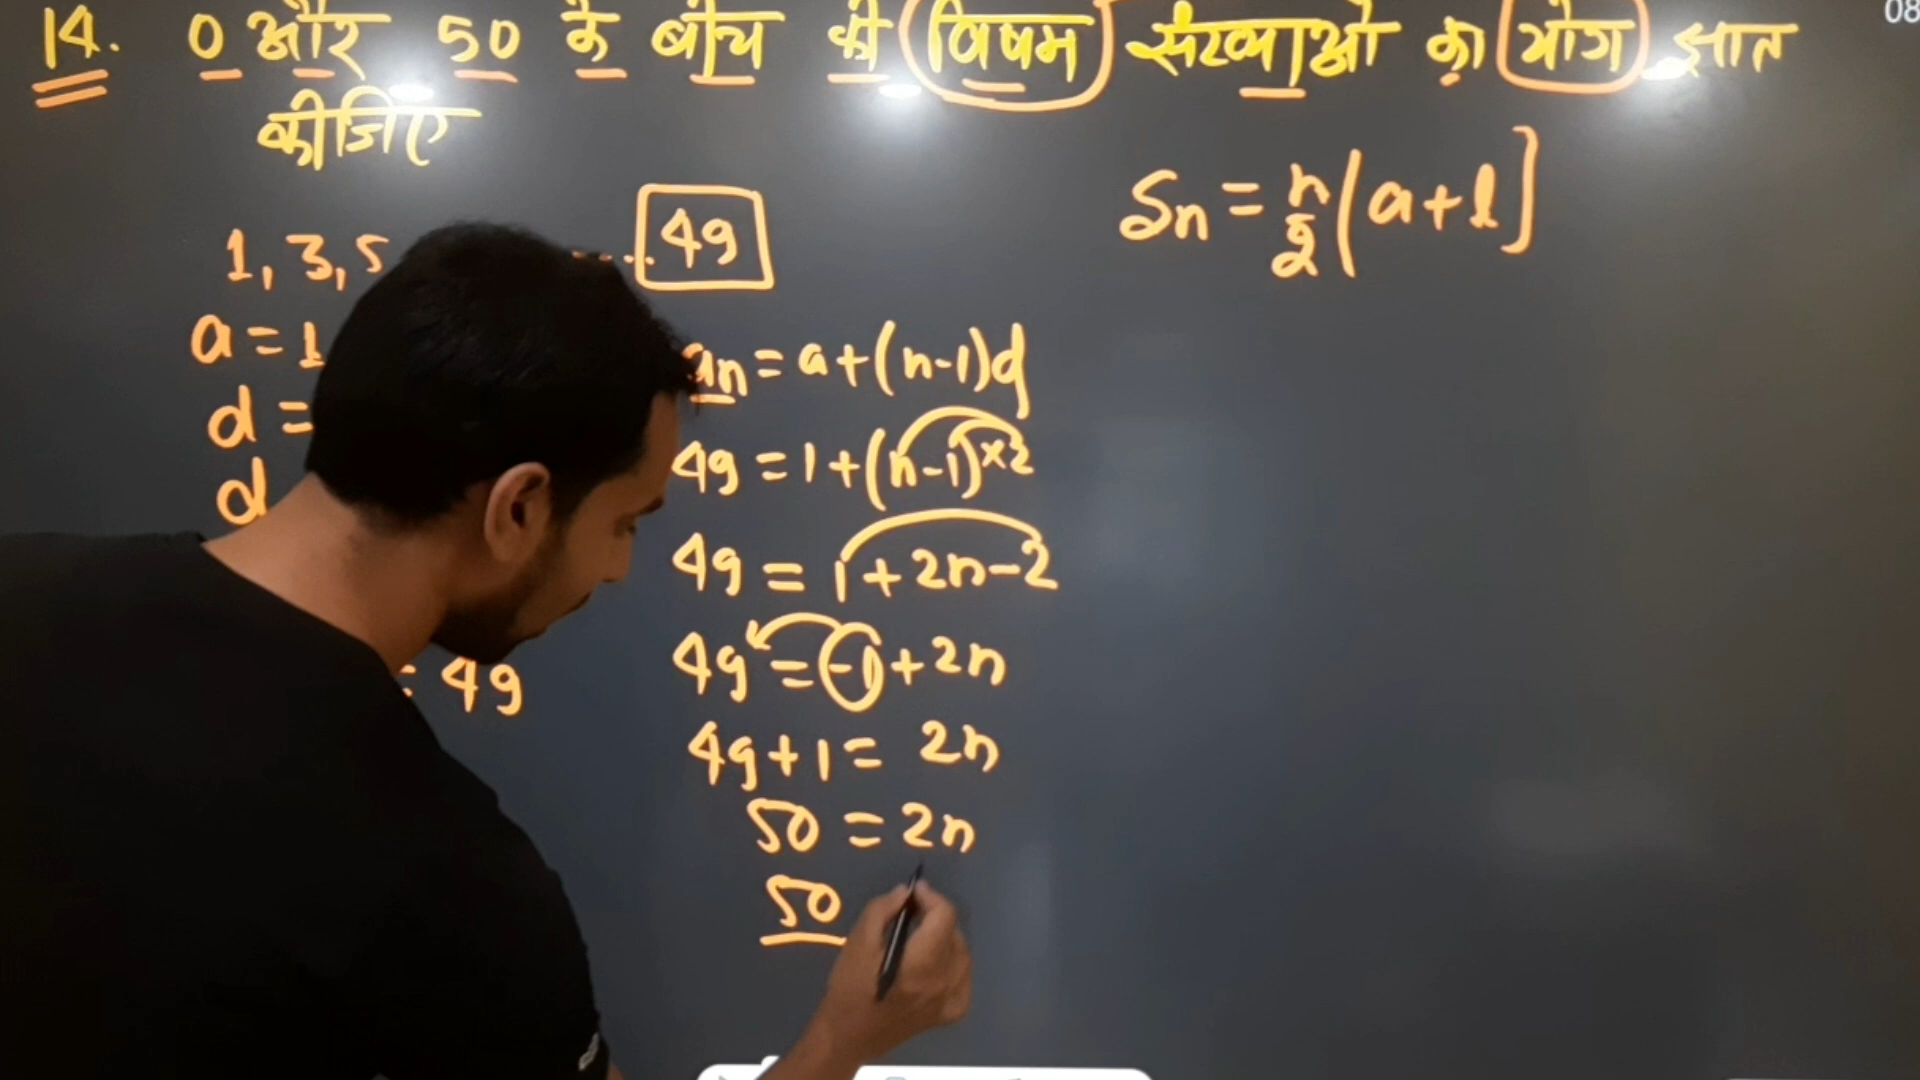 14. 0 और 50 के बीच की विषम संख्याओं का योग ज्ञात
कीजिए
Sn = n/2 [a+l]
1, 3, 5 .... 49
a = 1
d =
d
= 49
an = a+(n-1)d
49 = 1+(n-1)×2
49 = 1+2n-2
49 = -1+2n
49+1 = 2n
50 = 2n
50
08